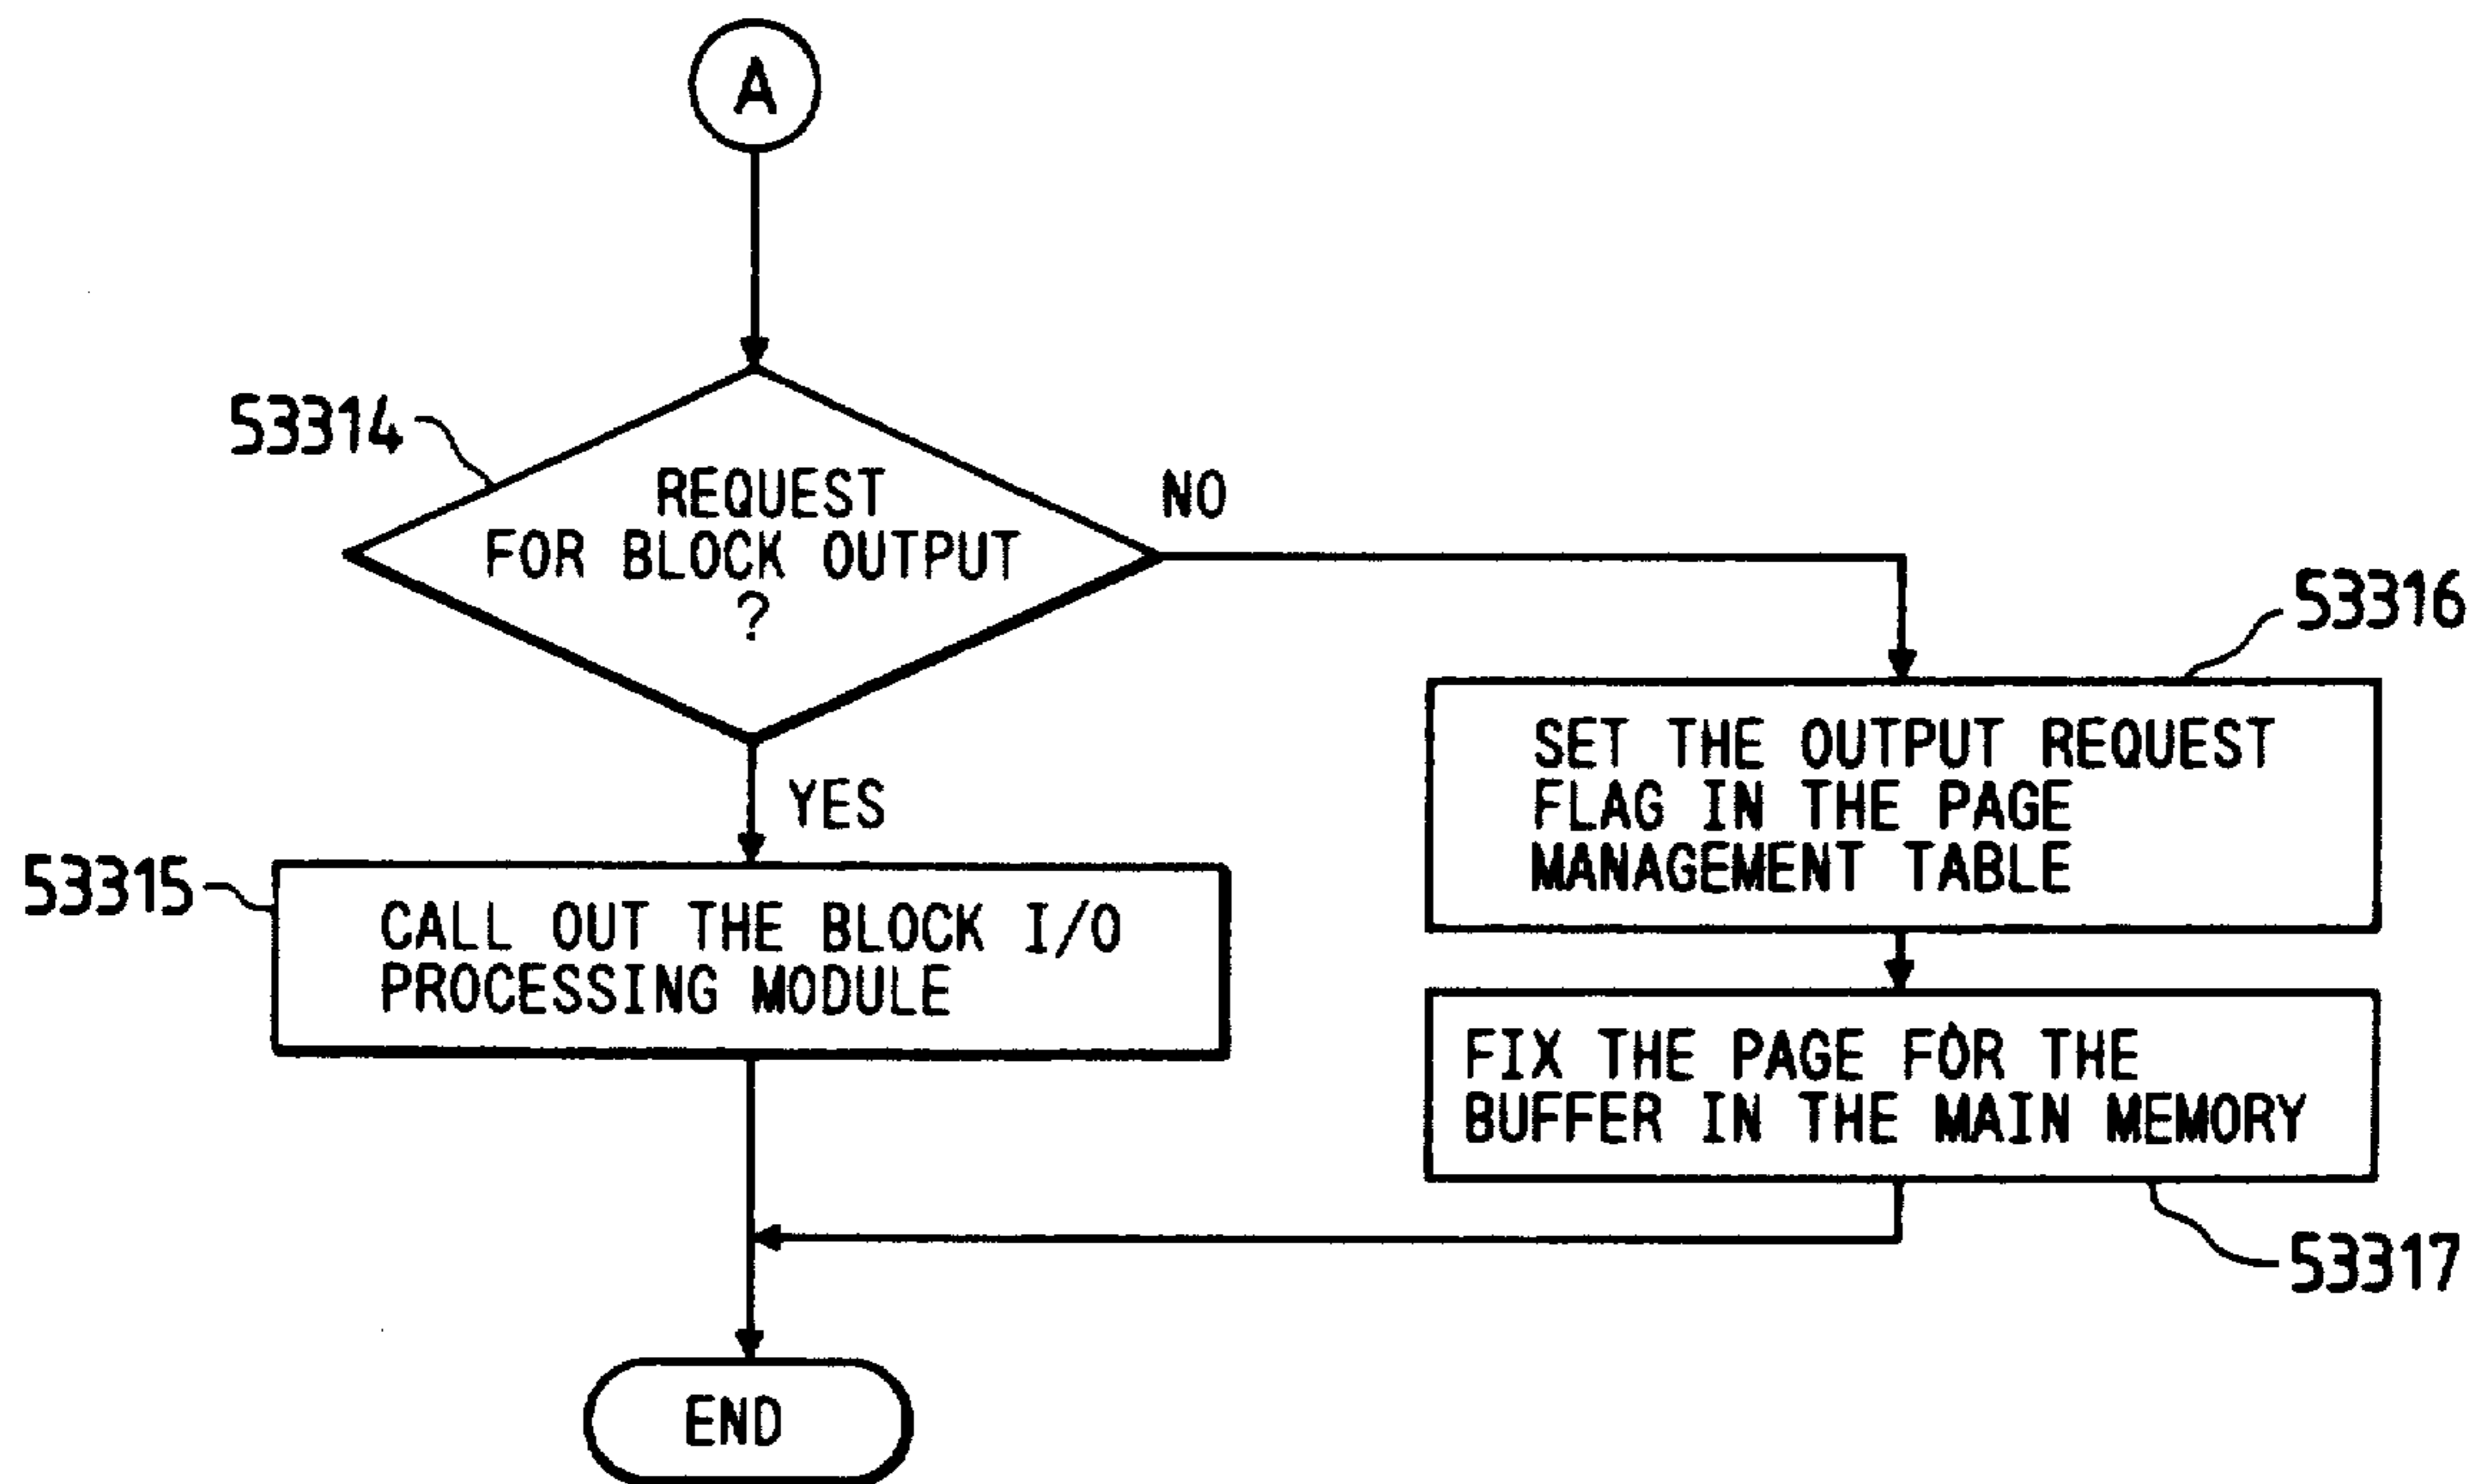 A
53314
REQUEST
FOR BLOCK OUTPUT
?
NO
YES
53316
SET THE OUTPUT REQUEST
FLAG IN THE PAGE
MANAGEMENT TABLE
53315
CALL OUT THE BLOCK I/O
PROCESSING MODULE
FIX THE PAGE FOR THE
BUFFER IN THE MAIN MEMORY
53317
END